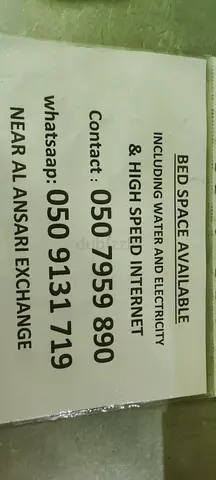 BED SPACE AVAILABLE
INCLUDING WATER AND ELECTRICITY
& HIGH SPEED INTERNET
Contact : 050 7959 890
whatsaap: 050 9131 719
NEAR AL ANSARI EXCHANGE
dubizzle